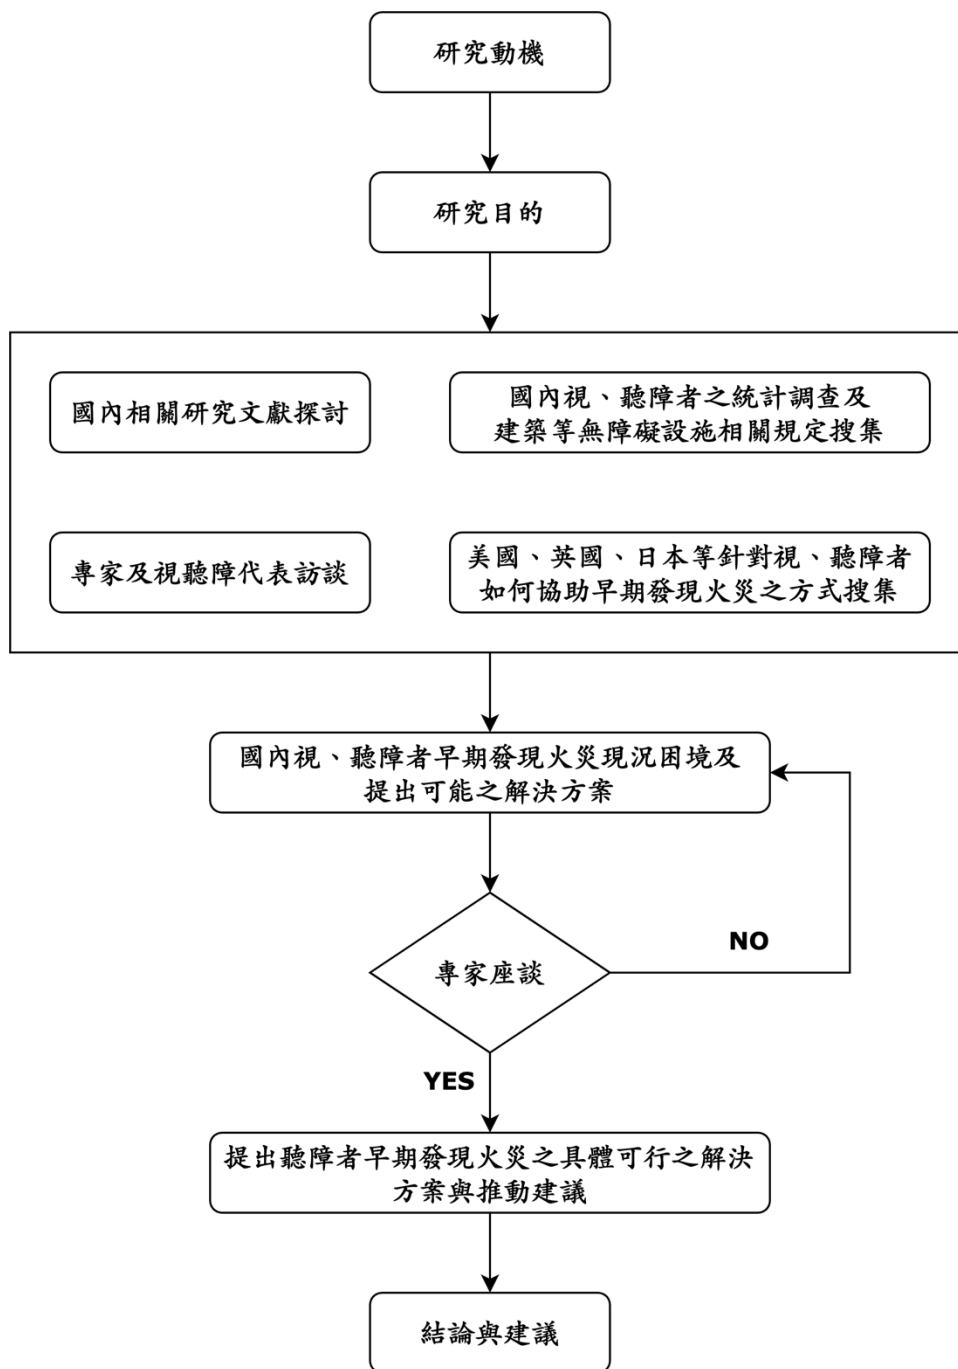 研究動機
研究目的
國內相關研究文獻探討
國內視、聽障者之統計調查及
建築等無障礙設施相關規定搜集
專家及視聽障代表訪談
美國、英國、日本等針對視、聽障者
如何協助早期發現火災之方式搜集
國內視、聽障者早期發現火災現況困境及
提出可能之解決方案
專家座談
NO
YES
提出聽障者早期發現火災之具體可行之解決
方案與推動建議
結論與建議